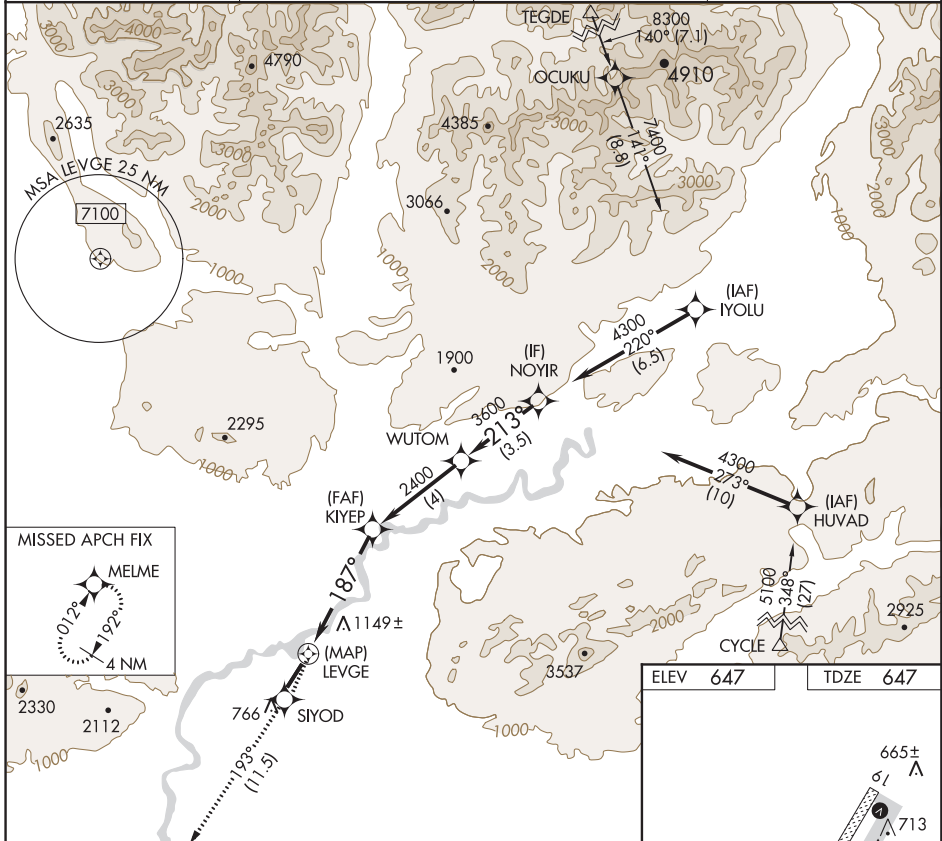 TEGDE
8300
140° (7.1)
OCUKU
4910
7400
141°
(8.8)
3000
4000
3000
4790
2635
3000
2000
1000
4385
3000
3000
3066
2000
1000
3000
2000
1000
MSA LEVGE 25 NM
7100
(IAF)
IYOLU
4300
220°
(6.5)
(IF)
NOYIR
1900
3600
213°
(3.5)
WUTOM
2295
1000
2400
(4)
(FAF)
KIYEP
4300
273°
(10)
(IAF)
HUVAD
187°
MISSED APCH FIX
MELME
012°
192°
4 NM
1149±
(MAP)
LEVGE
5100
348°
(27)
2925
2000
CYCLE
3537
2330
2112
1000
766
SIYOD
193°
(11.5)
1000
ELEV 647
TDZE 647
665±
19
713